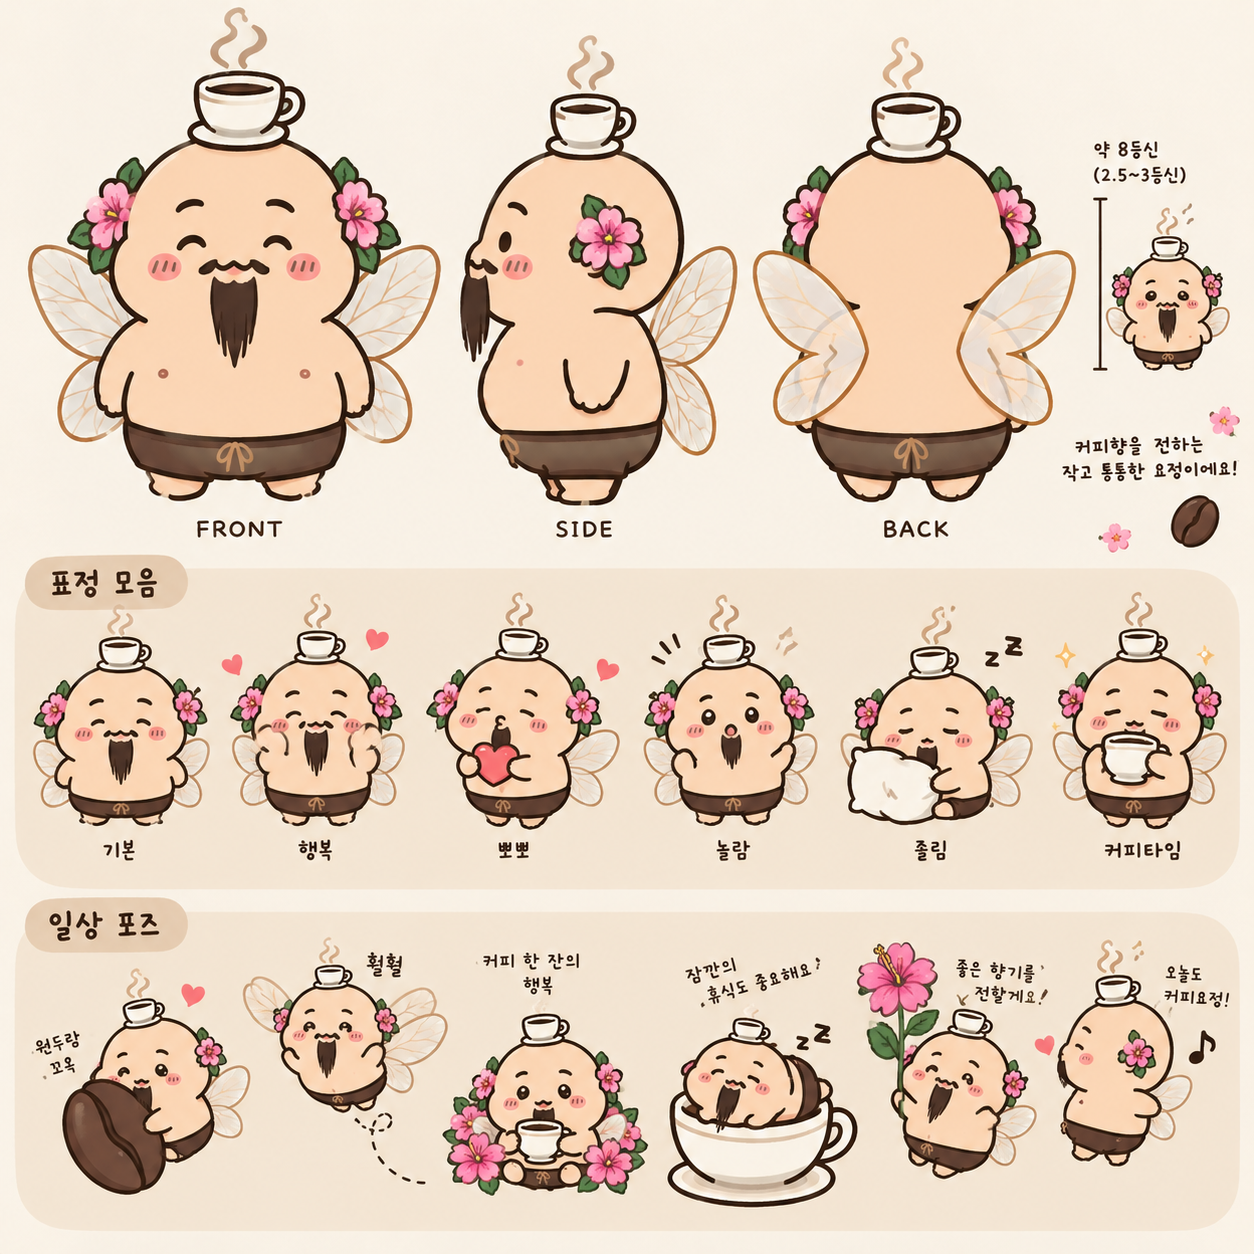 약 8등신
(2.5~3등신)
커피향을 전하는
작고 통통한 요정이에요!
FRONT
SIDE
BACK
표정 모음
z z
기본
행복
뽀뽀
놀람
졸림
커피타임
일상 포즈
원두랑
꼬옥
훨훨
커피 한 잔의
행복
잠깐의
휴식도 중요해요
z z
좋은 향기를
전할게요!
오늘도
커피요정!